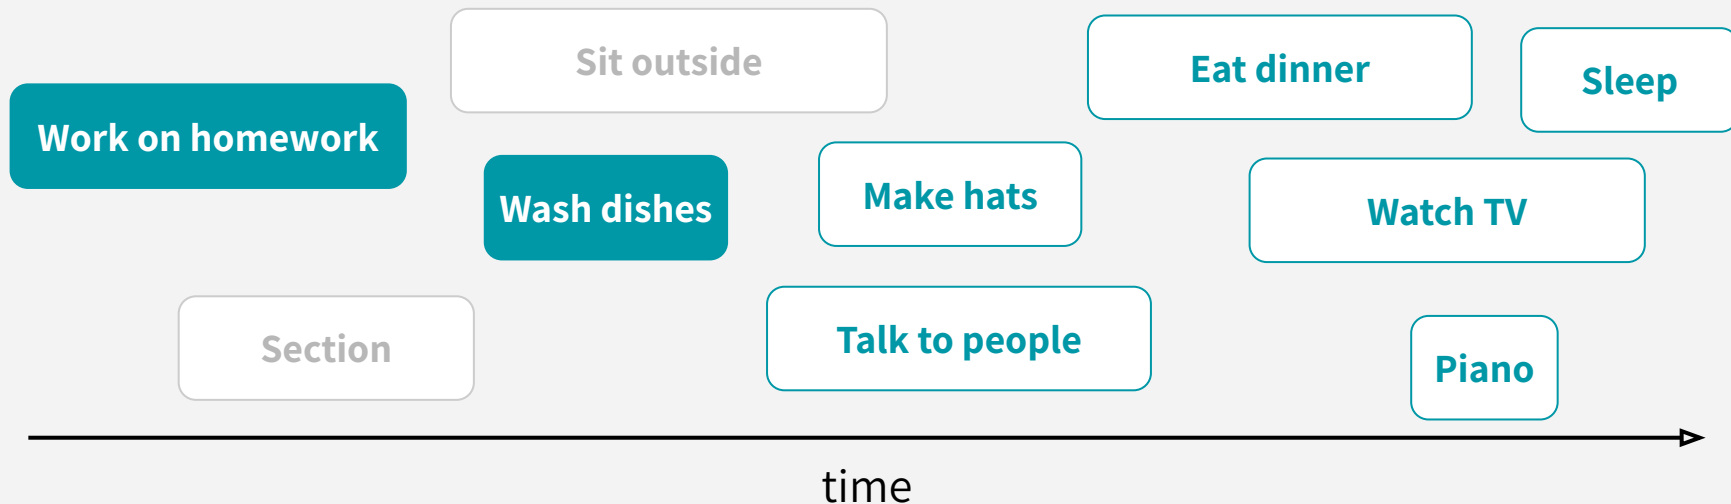 Sit outside
Eat dinner
Sleep
Work on homework
Wash dishes
Make hats
Watch TV
Section
Talk to people
Piano
time